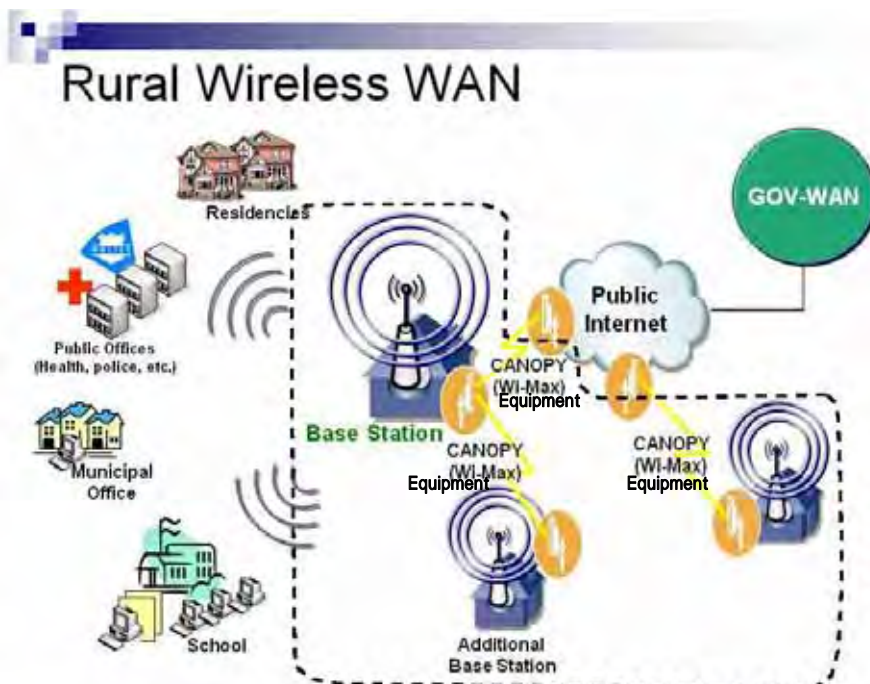 Rural Wireless WAN
Residencies
GOV-WAN
Public
Internet
Public Offices
(Health, police, etc.)
CANOPY
(WI-Max)
Equipment
Base Station
CANOPY
(WI-Max)
Equipment
CANOPY
(WI-Max)
Equipment
Municipal
Office
School
Additional
Base Station